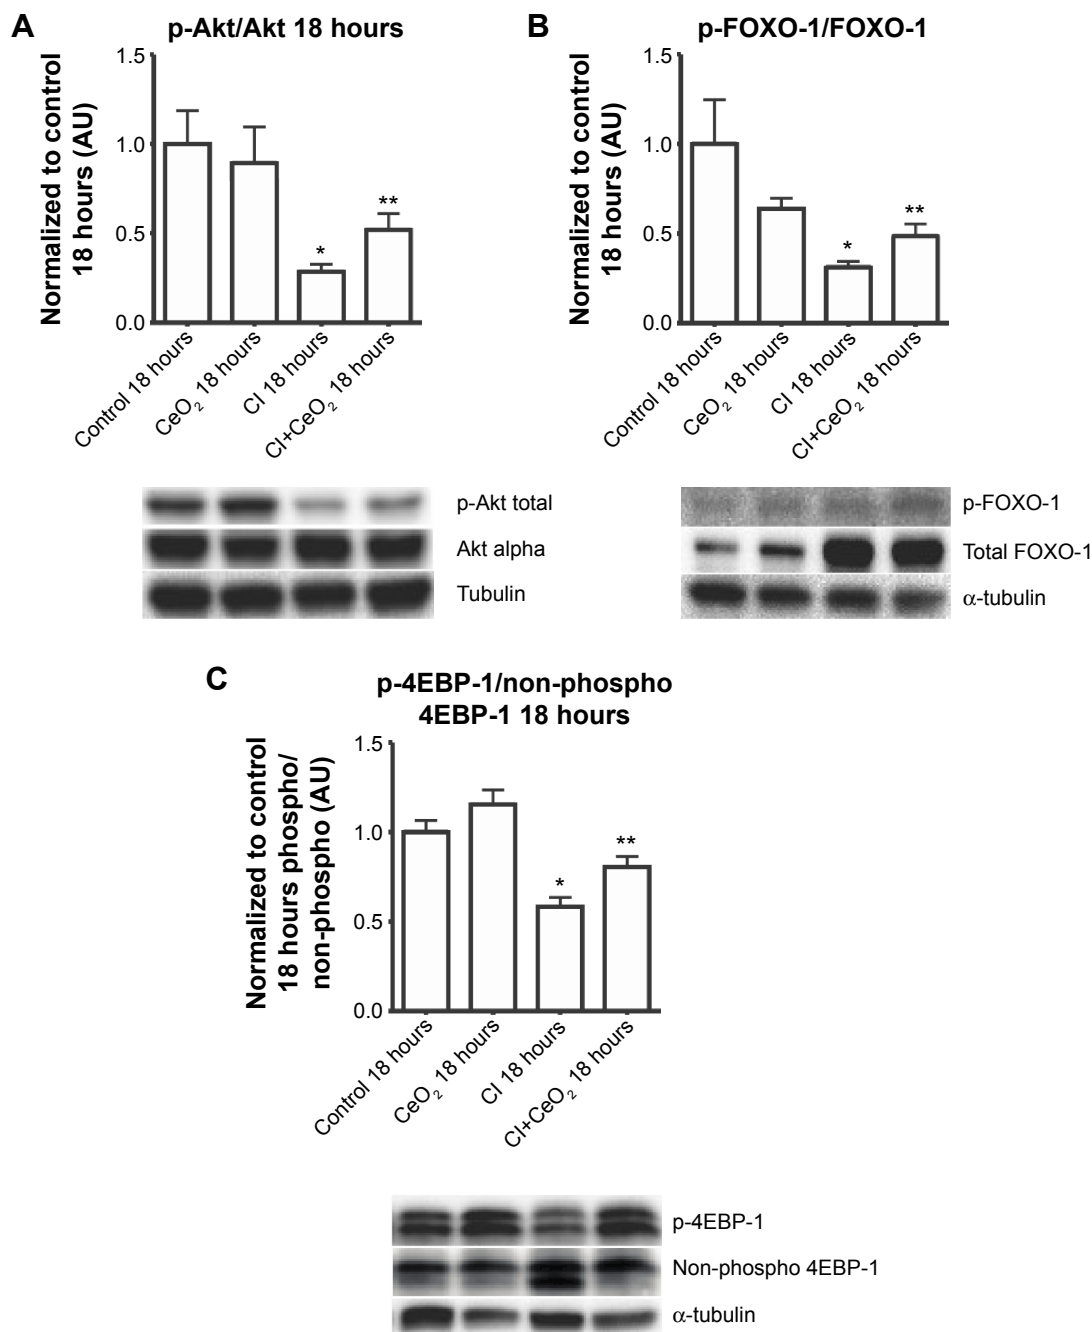 A
p-Akt/Akt 18 hours
Normalized to control
18 hours (AU)
1.5
1.0
0.5
0.0
*
**
Control 18 hours
CeO₂ 18 hours
CI 18 hours
CI+CeO₂ 18 hours
p-Akt total
Akt alpha
Tubulin
B
p-FOXO-1/FOXO-1
Normalized to control
18 hours (AU)
1.5
1.0
0.5
0.0
*
**
Control 18 hours
CeO₂ 18 hours
CI 18 hours
CI+CeO₂ 18 hours
p-FOXO-1
Total FOXO-1
α-tubulin
C
p-4EBP-1/non-phospho
4EBP-1 18 hours
Normalized to control
18 hours phospho/
non-phospho (AU)
1.5
1.0
0.5
0.0
*
**
Control 18 hours
CeO₂ 18 hours
CI 18 hours
CI+CeO₂ 18 hours
p-4EBP-1
Non-phospho 4EBP-1
α-tubulin